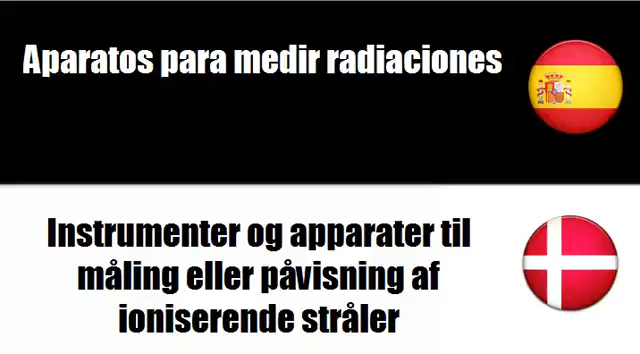 Aparatos para medir radiaciones
Instrumenter og apparater til
måling eller påvisning af
ioniserende stråler